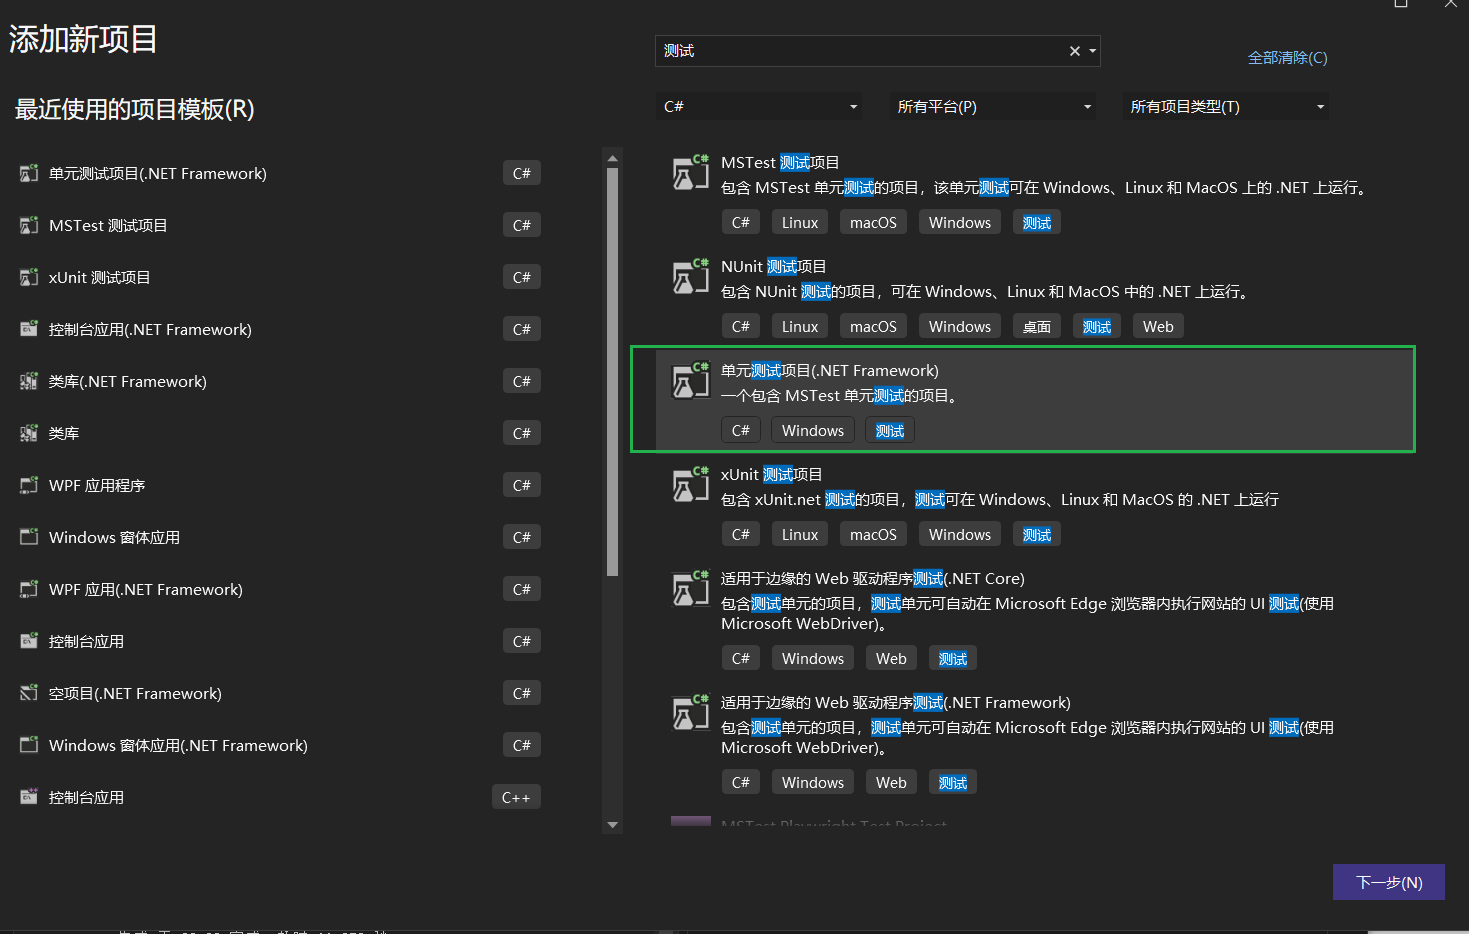 添加新项目
测试
全部清除(C)
最近使用的项目模板(R)
C#
所有平台(P)
所有项目类型(T)
单元测试项目(.NET Framework)
C#
MSTest 测试项目
C#
xUnit 测试项目
C#
控制台应用(.NET Framework)
C#
类库(.NET Framework)
C#
类库
C#
WPF 应用程序
C#
Windows 窗体应用
C#
WPF 应用(.NET Framework)
C#
控制台应用
C#
空项目(.NET Framework)
C#
Windows 窗体应用(.NET Framework)
C#
控制台应用
C++
MSTest 测试项目
包含 MSTest 单元测试的项目，该单元测试可在 Windows、Linux 和 MacOS 上的 .NET 上运行。
C# Linux macOS Windows 测试
NUnit 测试项目
包含 NUnit 测试的项目，可在 Windows、Linux 和 MacOS 中的 .NET 上运行。
C# Linux macOS Windows 桌面 测试 Web
单元测试项目(.NET Framework)
一个包含 MSTest 单元测试的项目。
C# Windows 测试
xUnit 测试项目
包含 xUnit.net 测试的项目，测试可在 Windows、Linux 和 MacOS 的 .NET 上运行
C# Linux macOS Windows 测试
适用于边缘的 Web 驱动程序测试(.NET Core)
包含测试单元的项目，测试单元可自动在 Microsoft Edge 浏览器内执行网站的 UI 测试(使用
Microsoft WebDriver)。
C# Windows Web 测试
适用于边缘的 Web 驱动程序测试(.NET Framework)
包含测试单元的项目，测试单元可自动在 Microsoft Edge 浏览器内执行网站的 UI 测试(使用
Microsoft WebDriver)。
C# Windows Web 测试
MSTest Playwright Test Project
下一步(N)